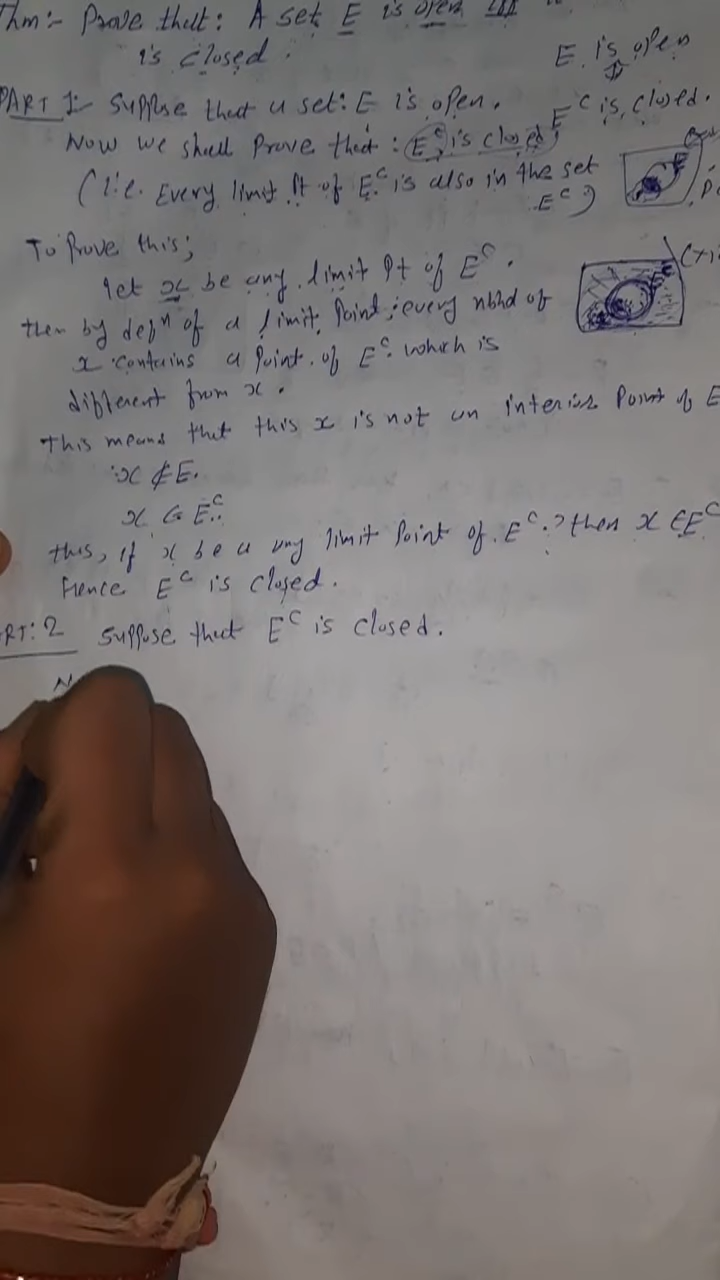 Thm:- Prove that: A set E is open iff
is closed.
E is open
⇕
E^c is closed.
PART 1:- Suppose that a set: E is open.
Now we shall prove that: E^c is closed
(i.e. Every limit pt of E^c is also in the set
E^c)
To prove this;
let x be any limit pt of E^c.
then by defn of a limit point; every nbhd of
x contains a point of E^c which is
different from x.
This means that this x is not an interior point of E
x ∉ E.
x ∈ E^c.
this, if x be a any limit point of E^c, then x ∈ E^c
Hence E^c is closed.
RT: 2 Suppose that E^c is closed.
N